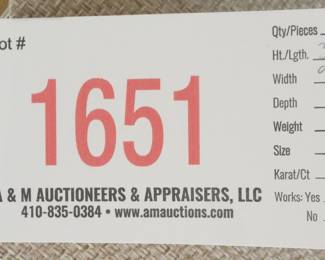 ot #
1651
A & M AUCTIONEERS & APPRAISERS, LLC
410-835-0384 • www.amauctions.com
Qty/Pieces
Ht./Lgth.
Width
Depth
Weight
Size
Karat/Ct
Works: Yes
No